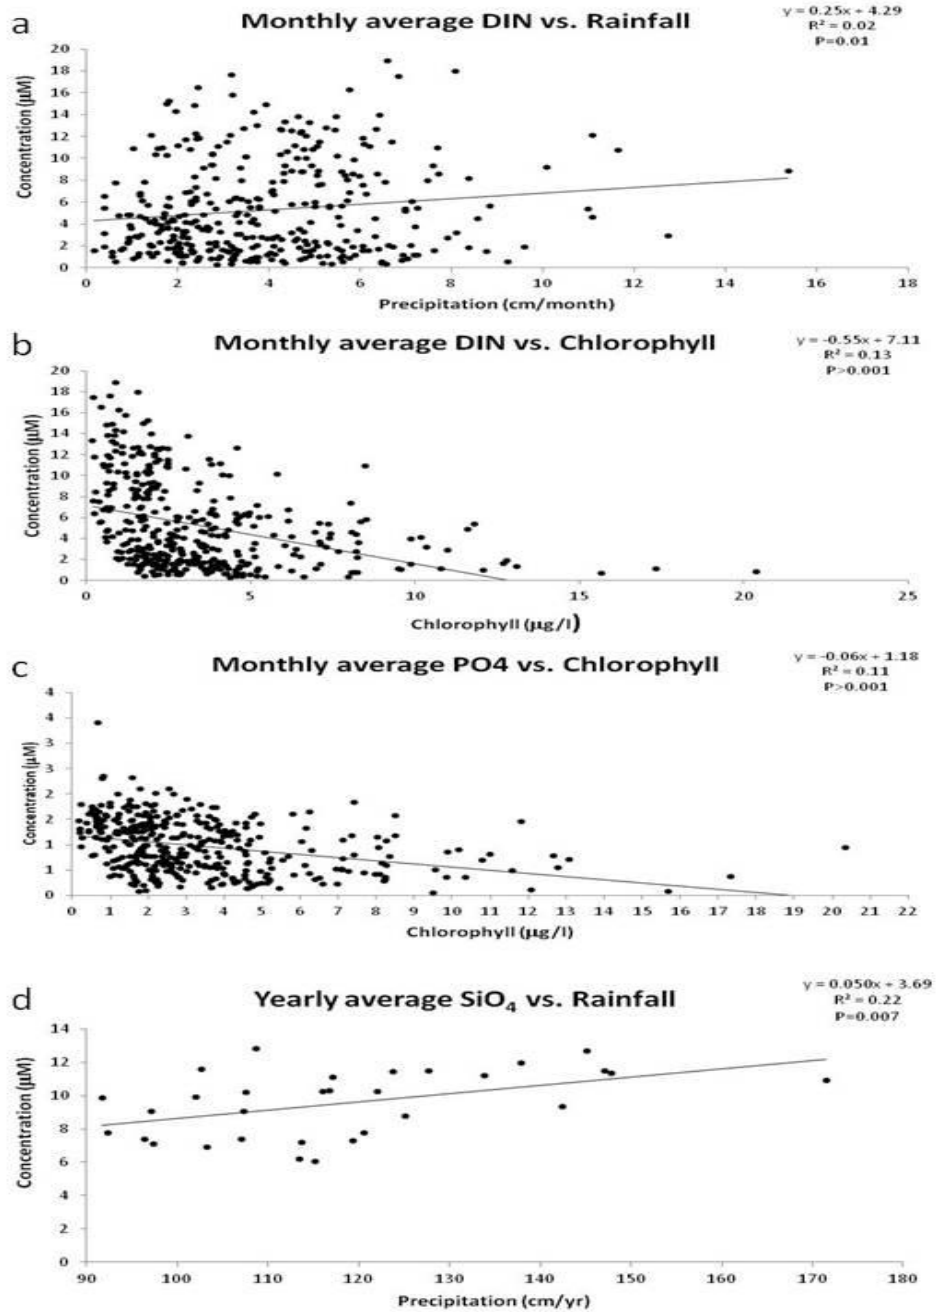 a
Monthly average DIN vs. Rainfall
y = 0.25x + 4.29
R² = 0.02
P=0.01
Concentration (µM)
20
18
16
14
12
10
8
6
4
2
0
0 2 4 6 8 10 12 14 16 18
Precipitation (cm/month)
b
Monthly average DIN vs. Chlorophyll
y = -0.55x + 7.11
R² = 0.13
P>0.001
Concentration (µM)
20
18
16
14
12
10
8
6
4
2
0
0 5 10 15 20 25
Chlorophyll (µg/l)
c
Monthly average PO4 vs. Chlorophyll
y = -0.06x + 1.18
R² = 0.11
P>0.001
Concentration (µM)
4
4
3
3
2
2
1
1
0
0 1 2 3 4 5 6 7 8 9 10 11 12 13 14 15 16 17 18 19 20 21 22
Chlorophyll (µg/l)
d
Yearly average SiO₄ vs. Rainfall
y = 0.050x + 3.69
R² = 0.22
P=0.007
Concentration (µM)
14
12
10
8
6
4
2
0
90 100 110 120 130 140 150 160 170 180
Precipitation (cm/yr)